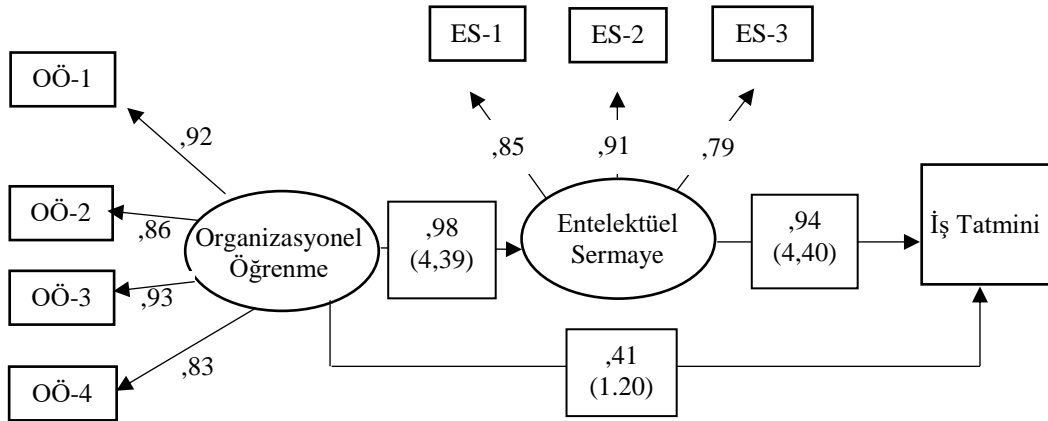 ES-1
ES-2
ES-3
OÖ-1
,92
,85
,91
,79
OÖ-2
,86
Organizasyonel
Öğrenme
,98
(4,39)
Entelektüel
Sermaye
,94
(4,40)
İş Tatmini
OÖ-3
,93
OÖ-4
,83
,41
(1.20)